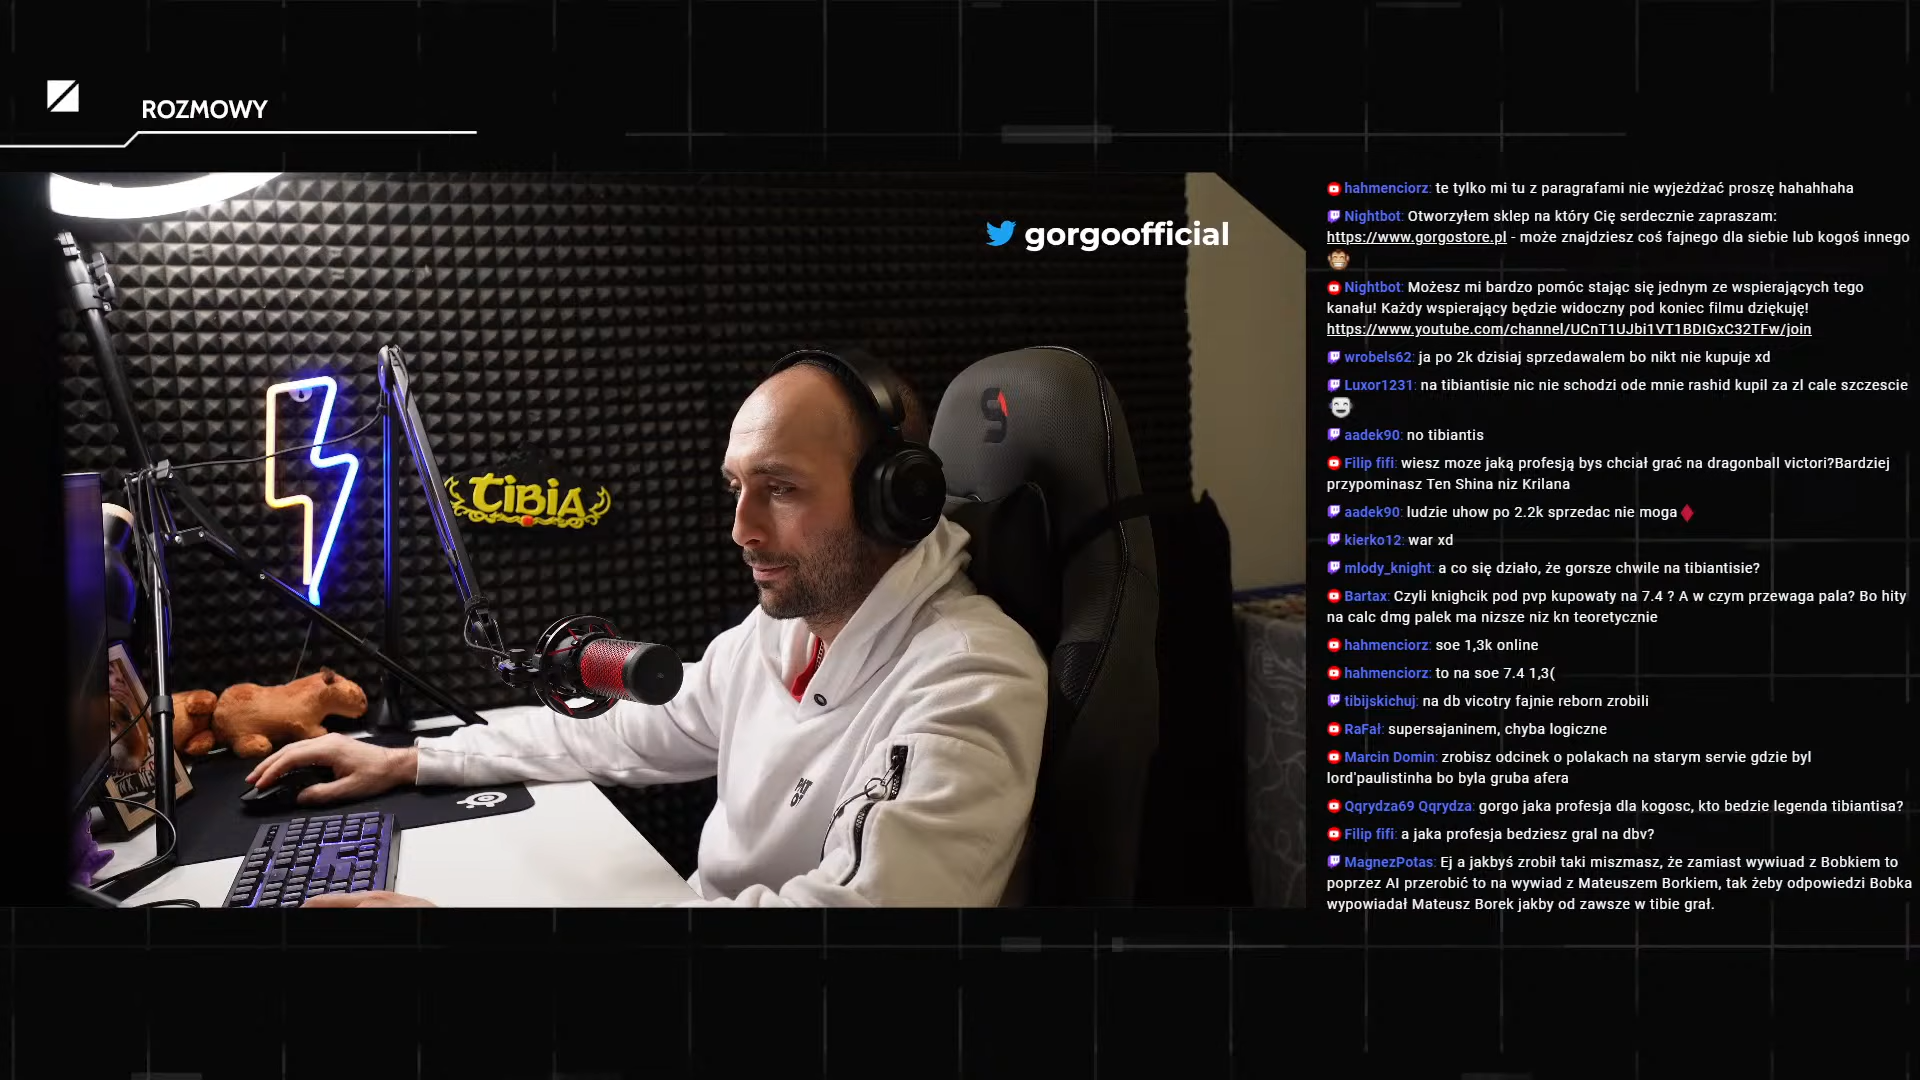 ROZMOWY
gorgoofficial
TiBiA
hahmenciorz: te tylko mi tu z paragrafami nie wyjeżdżać proszę hahahhaha
Nightbot: Otworzyłem sklep na który Cię serdecznie zapraszam:
https://www.gorgostore.pl - może znajdziesz coś fajnego dla siebie lub kogoś innego
Nightbot: Możesz mi bardzo pomóc stając się jednym ze wspierających tego
kanału! Każdy wspierający będzie widoczny pod koniec filmu dziękuję!
https://www.youtube.com/channel/UCnT1UJbi1VT1BDIGxC32TFw/join
wrobels62: ja po 2k dzisiaj sprzedawalem bo nikt nie kupuje xd
Luxor1231: na tibiantisie nic nie schodzi ode mnie rashid kupil za zl cale szczescie
aadek90: no tibiantis
Filip fifi: wiesz moze jaką profesją bys chciał grać na dragonball victori?Bardziej
przypominasz Ten Shina niz Krilana
aadek90: ludzie uhow po 2.2k sprzedac nie moga
kierko12: war xd
mlody_knight: a co się działo, że gorsze chwile na tibiantisie?
Bartax: Czyli knighcik pod pvp kupowaty na 7.4 ? A w czym przewaga pala? Bo hity
na calc dmg palek ma nizsze niz kn teoretycznie
hahmenciorz: soe 1,3k online
hahmenciorz: to na soe 7.4 1,3(
tibijskichuj: na db vicotry fajnie reborn zrobili
RaFał: supersajaninem, chyba logiczne
Marcin Domin: zrobisz odcinek o polakach na starym servie gdzie byl
lord'paulistinha bo byla gruba afera
Qqrydza69 Qqrydza: gorgo jaka profesja dla kogosc, kto bedzie legenda tibiantisa?
Filip fifi: a jaka profesja bedziesz gral na dbv?
MagnezPotas: Ej a jakbyś zrobił taki miszmasz, że zamiast wywiuad z Bobkiem to
poprzez AI przerobić to na wywiad z Mateuszem Borkiem, tak żeby odpowiedzi Bobka
wypowiadał Mateusz Borek jakby od zawsze w tibie grał.